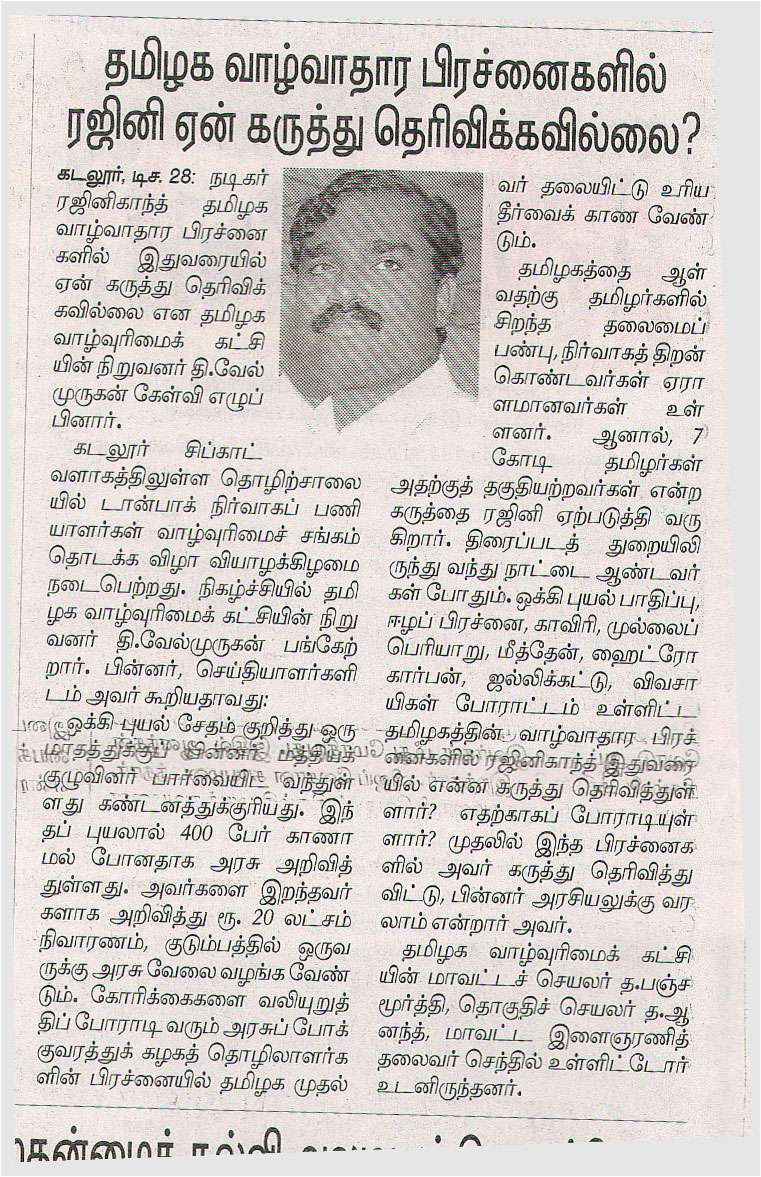 தமிழக வாழ்வாதார பிரச்னைகளில்
ரஜினி ஏன் கருத்து தெரிவிக்கவில்லை?
கடலூர், டிச. 28: நடிகர்
ரஜினிகாந்த் தமிழக
வாழ்வாதார பிரச்னை
களில் இதுவரையில்
ஏன் கருத்து தெரிவிக்
கவில்லை என தமிழக
வாழ்வுரிமைக் கட்சி
யின் நிறுவனர் தி.வேல்
முருகன் கேள்வி எழுப்
பினார்.
கடலூர் சிப்காட்
வளாகத்திலுள்ள தொழிற்சாலை
யில் டான்பாக் நிர்வாகப் பணி
யாளர்கள் வாழ்வுரிமைச் சங்கம்
தொடக்க விழா வியாழக்கிழமை
நடைபெற்றது. நிகழ்ச்சியில் தமி
ழக வாழ்வுரிமைக் கட்சியின் நிறு
வனர் தி.வேல்முருகன் பங்கேற்
றார். பின்னர், செய்தியாளர்களி
டம் அவர் கூறியதாவது:
ஒக்கி புயல் சேதம் குறித்து ஒரு
மாதத்துக்குப் பின்னர் மத்தியக்
குழுவினர் பார்வையிட வந்துள்
ளது கண்டனத்துக்குரியது. இந்
தப் புயலால் 400 பேர் காணா
மல் போனதாக அரசு அறிவித்
துள்ளது. அவர்களை இறந்தவர்
களாக அறிவித்து ரூ. 20 லட்சம்
நிவாரணம், குடும்பத்தில் ஒருவ
ருக்கு அரசு வேலை வழங்க வேண்
டும். கோரிக்கைகளை வலியுறுத்
திப் போராடி வரும் அரசுப் போக்
குவரத்துக் கழகத் தொழிலாளர்க
ளின் பிரச்னையில் தமிழக முதல்
வர் தலையிட்டு உரிய
தீர்வைக் காண வேண்
டும்.
தமிழகத்தை ஆள்
வதற்கு தமிழர்களில்
சிறந்த தலைமைப்
பண்பு, நிர்வாகத் திறன்
கொண்டவர்கள் ஏரா
ளமானவர்கள் உள்
ளனர். ஆனால், 7
கோடி தமிழர்கள்
அதற்குத் தகுதியற்றவர்கள் என்ற
கருத்தை ரஜினி ஏற்படுத்தி வரு
கிறார். திரைப்படத் துறையிலி
ருந்து வந்து நாட்டை ஆண்டவர்
கள் போதும். ஒக்கி புயல் பாதிப்பு,
ஈழப் பிரச்னை, காவிரி, முல்லைப்
பெரியாறு, மீத்தேன், ஹைட்ரோ
கார்பன், ஜல்லிக்கட்டு, விவசா
யிகள் போராட்டம் உள்ளிட்ட
தமிழகத்தின் வாழ்வாதார பிரச்
னைகளில் ரஜினிகாந்த் இதுவரை
யில் என்ன கருத்து தெரிவித்துள்
ளார்? எதற்காகப் போராடியுள்
ளார்? முதலில் இந்த பிரச்னைக
ளில் அவர் கருத்து தெரிவித்து
விட்டு, பின்னர் அரசியலுக்கு வர
லாம் என்றார் அவர்.
தமிழக வாழ்வுரிமைக் கட்சி
யின் மாவட்டச் செயலர் த.பஞ்ச
மூர்த்தி, தொகுதிச் செயலர் த.ஆ
னந்த், மாவட்ட இளைஞரணித்
தலைவர் செந்தில் உள்ளிட்டோர்
உடனிருந்தனர்.